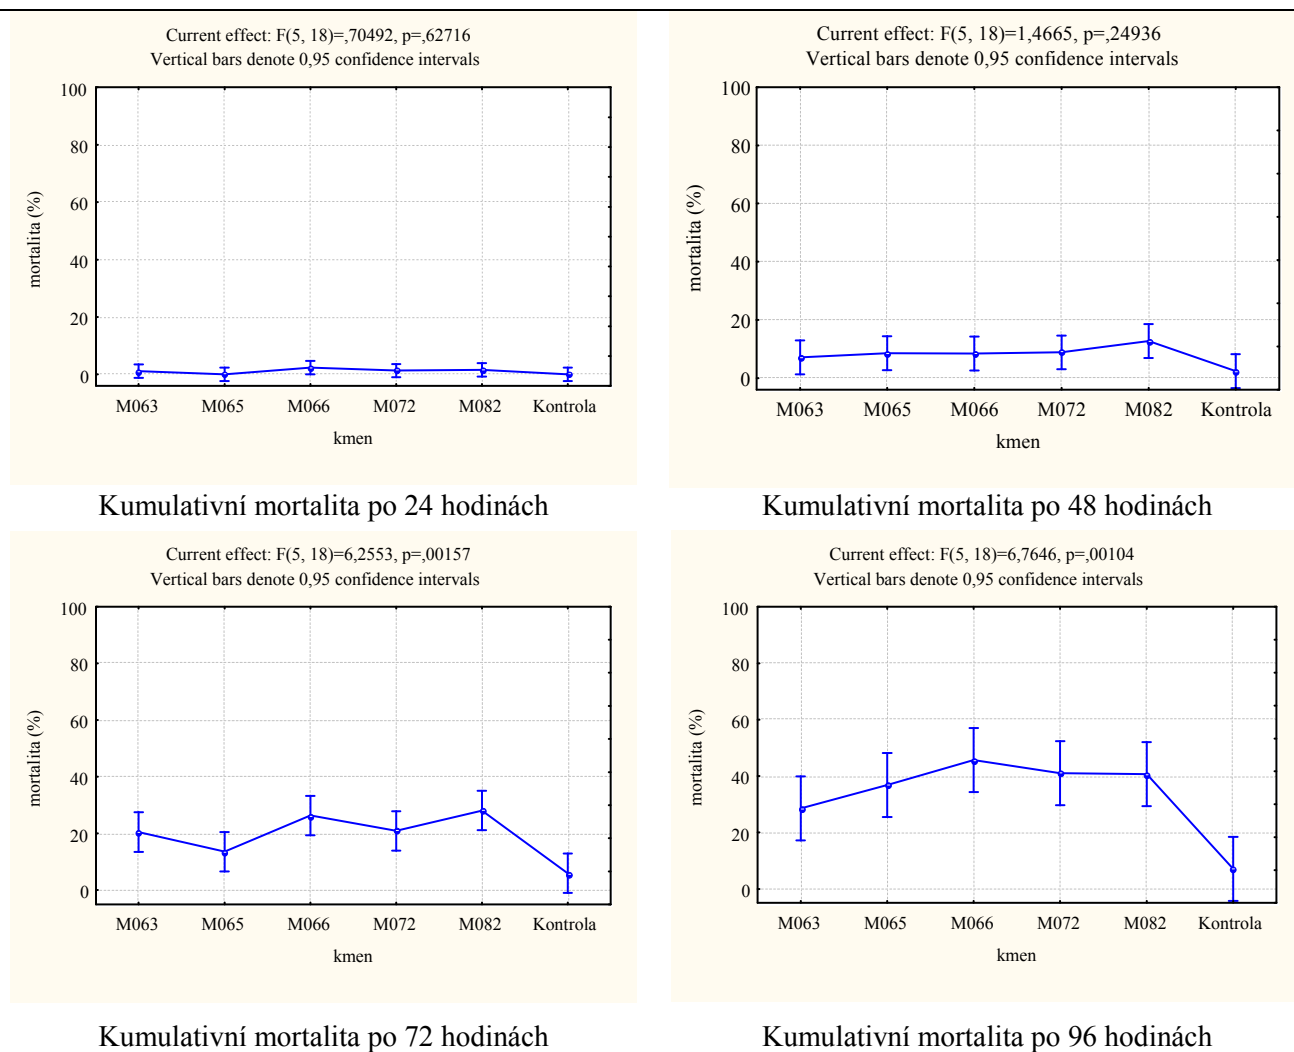 Current effect: F(5, 18)=,70492, p=,62716
Vertical bars denote 0,95 confidence intervals
100
80
60
40
20
0
mortalita (%)
M063 M065 M066 M072 M082 Kontrola
kmen
Kumulativní mortalita po 24 hodinách
Current effect: F(5, 18)=1,4665, p=,24936
Vertical bars denote 0,95 confidence intervals
100
80
60
40
20
0
mortalita (%)
M063 M065 M066 M072 M082 Kontrola
kmen
Kumulativní mortalita po 48 hodinách
Current effect: F(5, 18)=6,2553, p=,00157
Vertical bars denote 0,95 confidence intervals
100
80
60
40
20
0
mortalita (%)
M063 M065 M066 M072 M082 Kontrola
kmen
Kumulativní mortalita po 72 hodinách
Current effect: F(5, 18)=6,7646, p=,00104
Vertical bars denote 0,95 confidence intervals
100
80
60
40
20
0
mortalita (%)
M063 M065 M066 M072 M082 Kontrola
kmen
Kumulativní mortalita po 96 hodinách